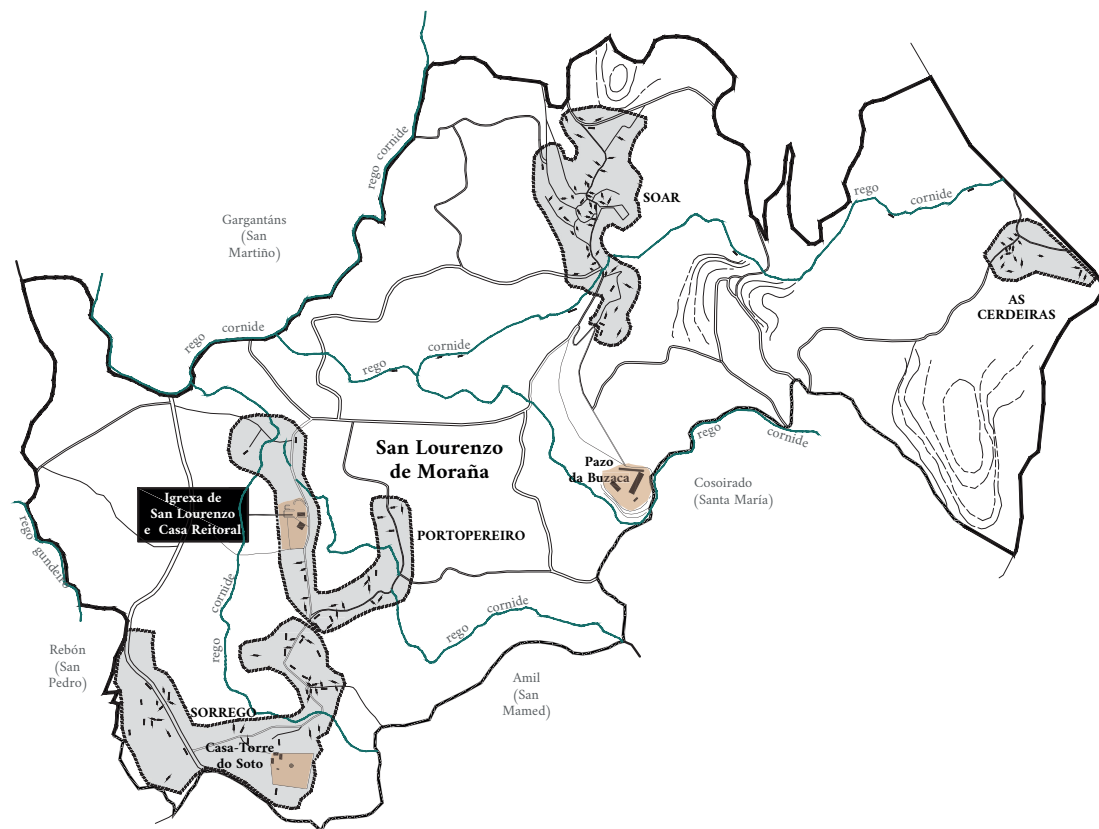 rego cornide
SOAR
rego
cornide
Gargantáns
(San
Martiño)
AS
CERDEIRAS
rego
cornide
rego
cornide
San Lourenzo
de Moraña
rego
cornide
Pazo
da Buzaca
Cosoirado
(Santa María)
Igrexa de
San Lourenzo
e Casa Reitoral
PORTOPEREIRO
rego
gundeiro
cornide
rego
rego
cornide
Rebón
(San
Pedro)
Amil
(San
Mamed)
SORREGO
Casa-Torre
do Soto